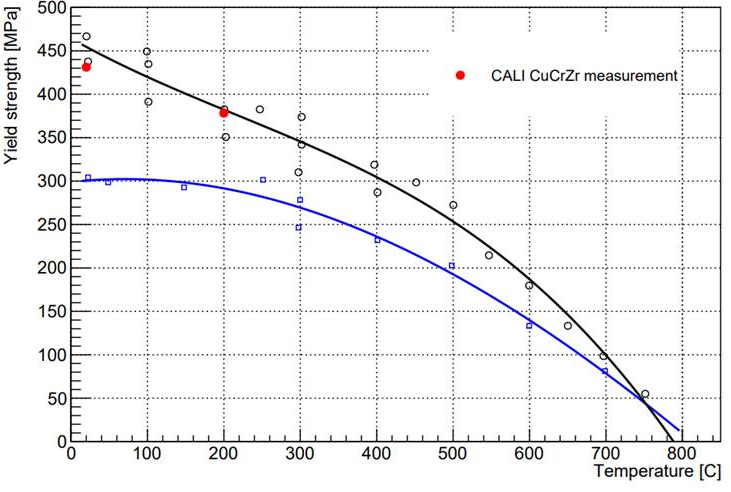 Yield strength [MPa]
500
450
400
350
300
250
200
150
100
50
0
CALI CuCrZr measurement
0 100 200 300 400 500 600 700 800
Temperature [C]